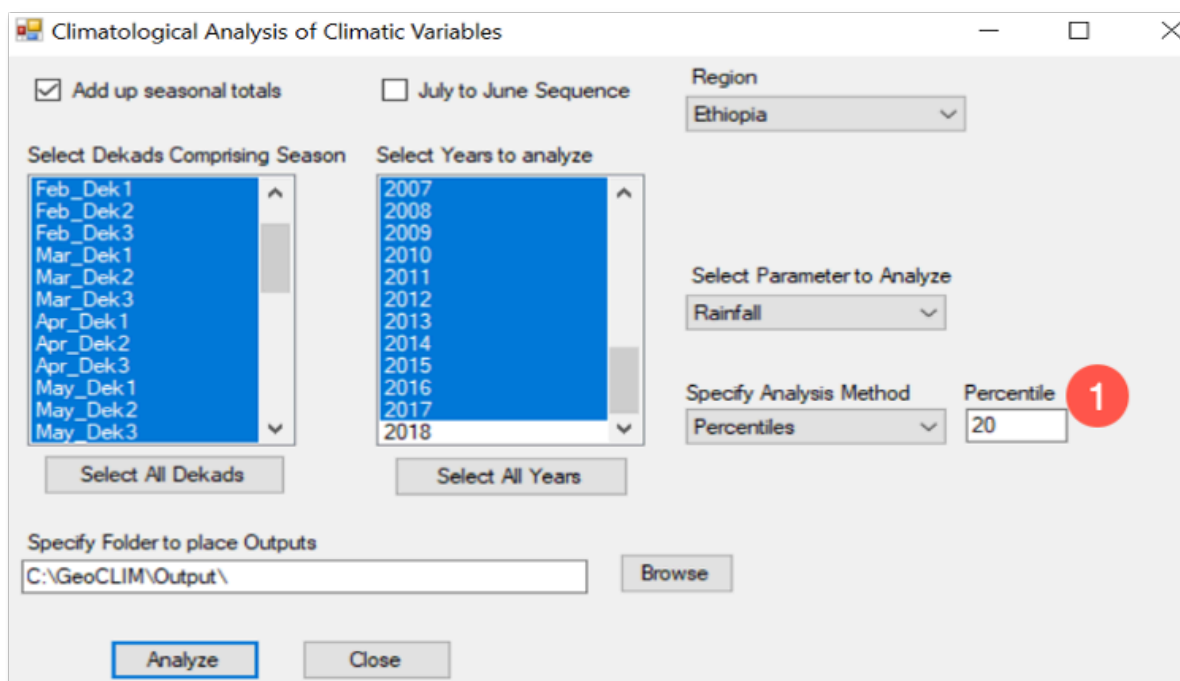 Climatological Analysis of Climatic Variables
Add up seasonal totals
July to June Sequence
Region
Ethiopia
Select Dekads Comprising Season
Feb_Dek1
Feb_Dek2
Feb_Dek3
Mar_Dek1
Mar_Dek2
Mar_Dek3
Apr_Dek1
Apr_Dek2
Apr_Dek3
May_Dek1
May_Dek2
May_Dek3
Select All Dekads
Select Years to analyze
2007
2008
2009
2010
2011
2012
2013
2014
2015
2016
2017
2018
Select All Years
Select Parameter to Analyze
Rainfall
Specify Analysis Method
Percentiles
Percentile
20
1
Specify Folder to place Outputs
C:\GeoCLIM\Output\
Browse
Analyze
Close